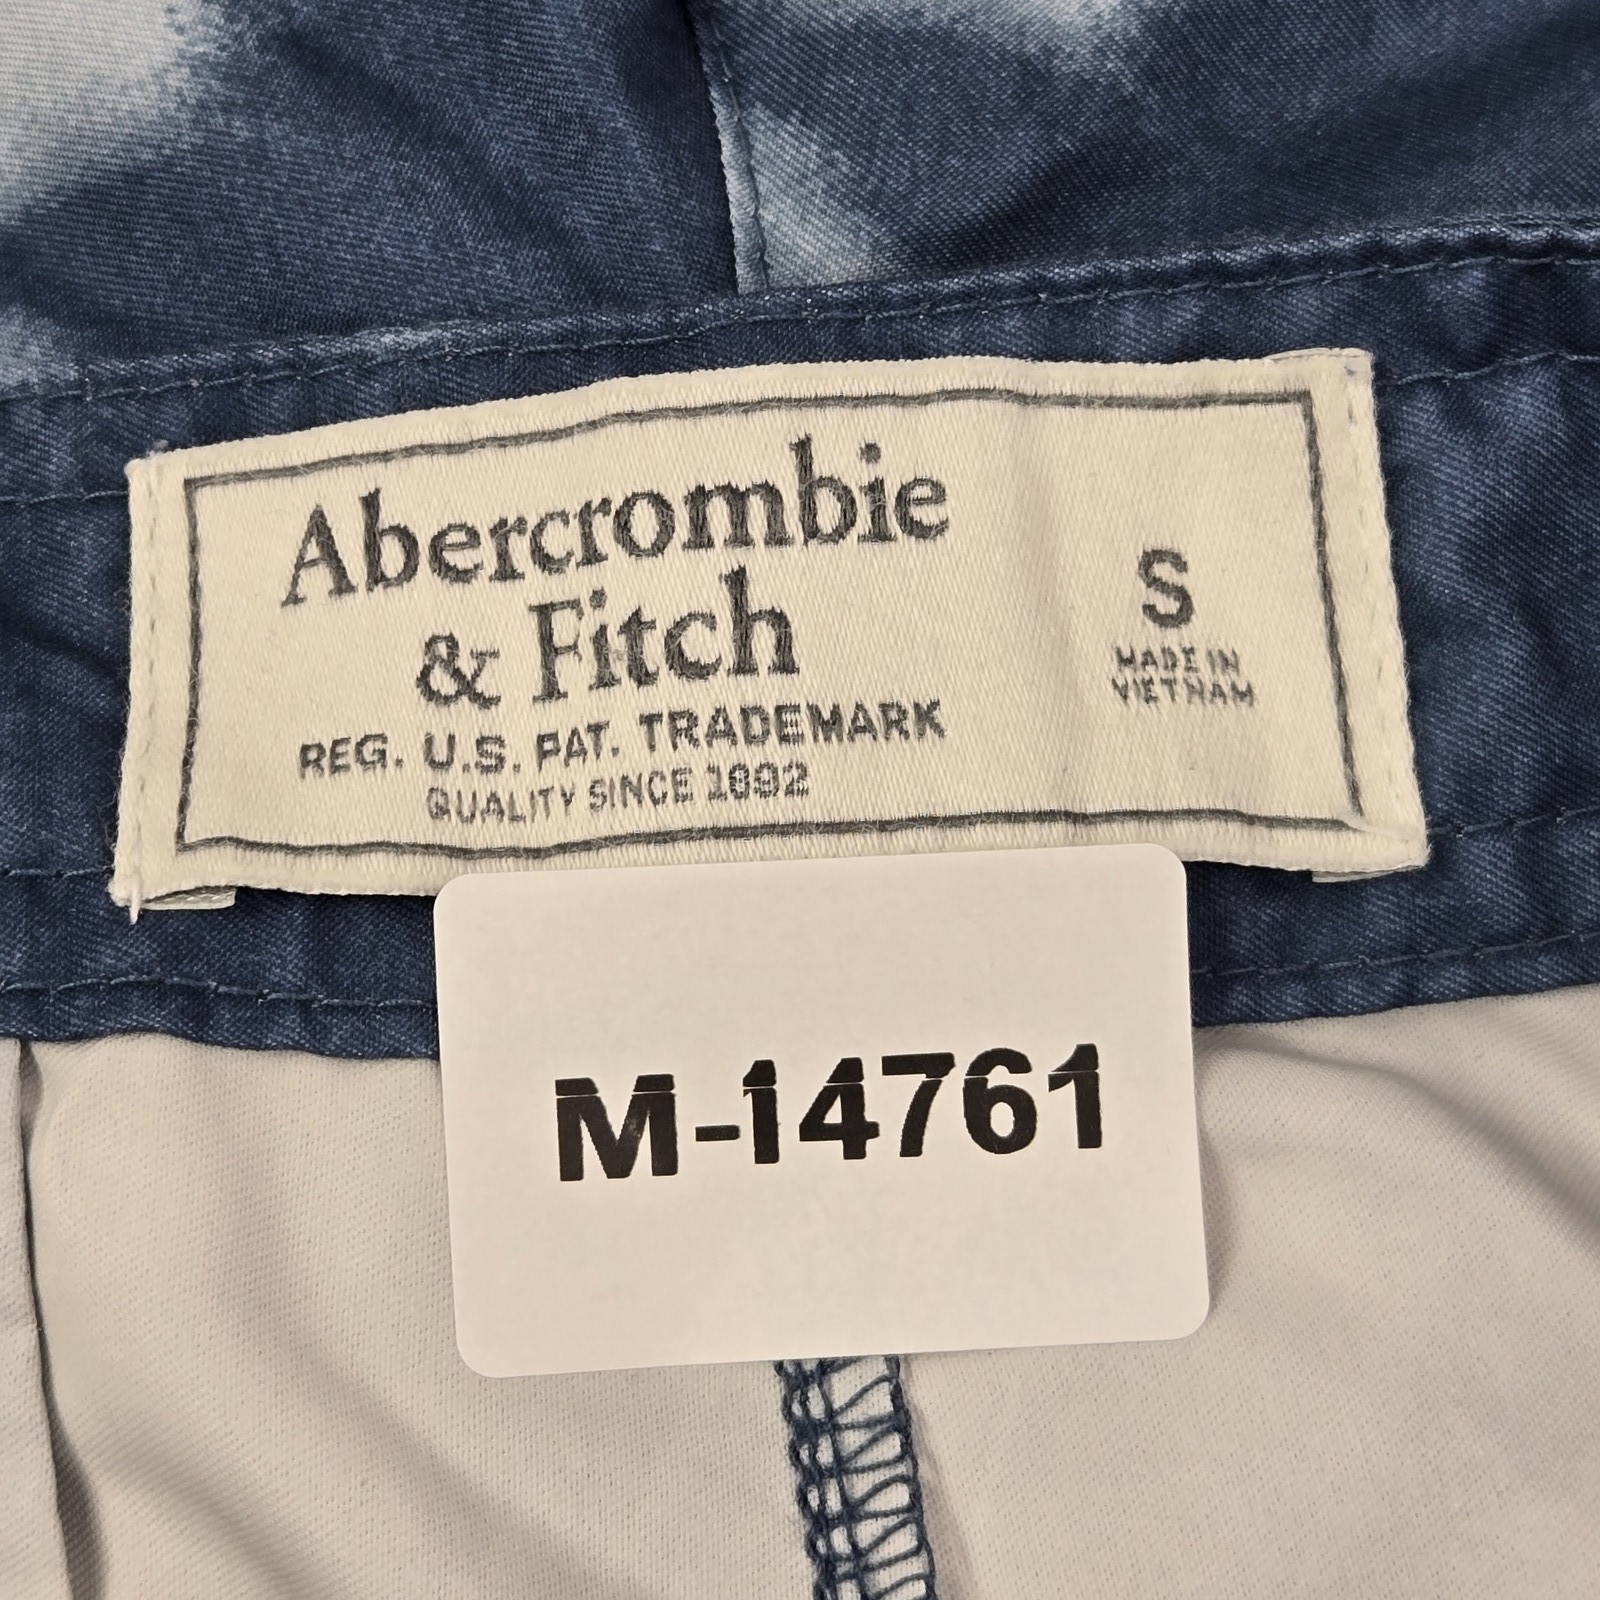 Abercrombie
& Fitch
REG. U.S. PAT. TRADEMARK
QUALITY SINCE 1892
S
MADE IN
VIETNAM
M-14761